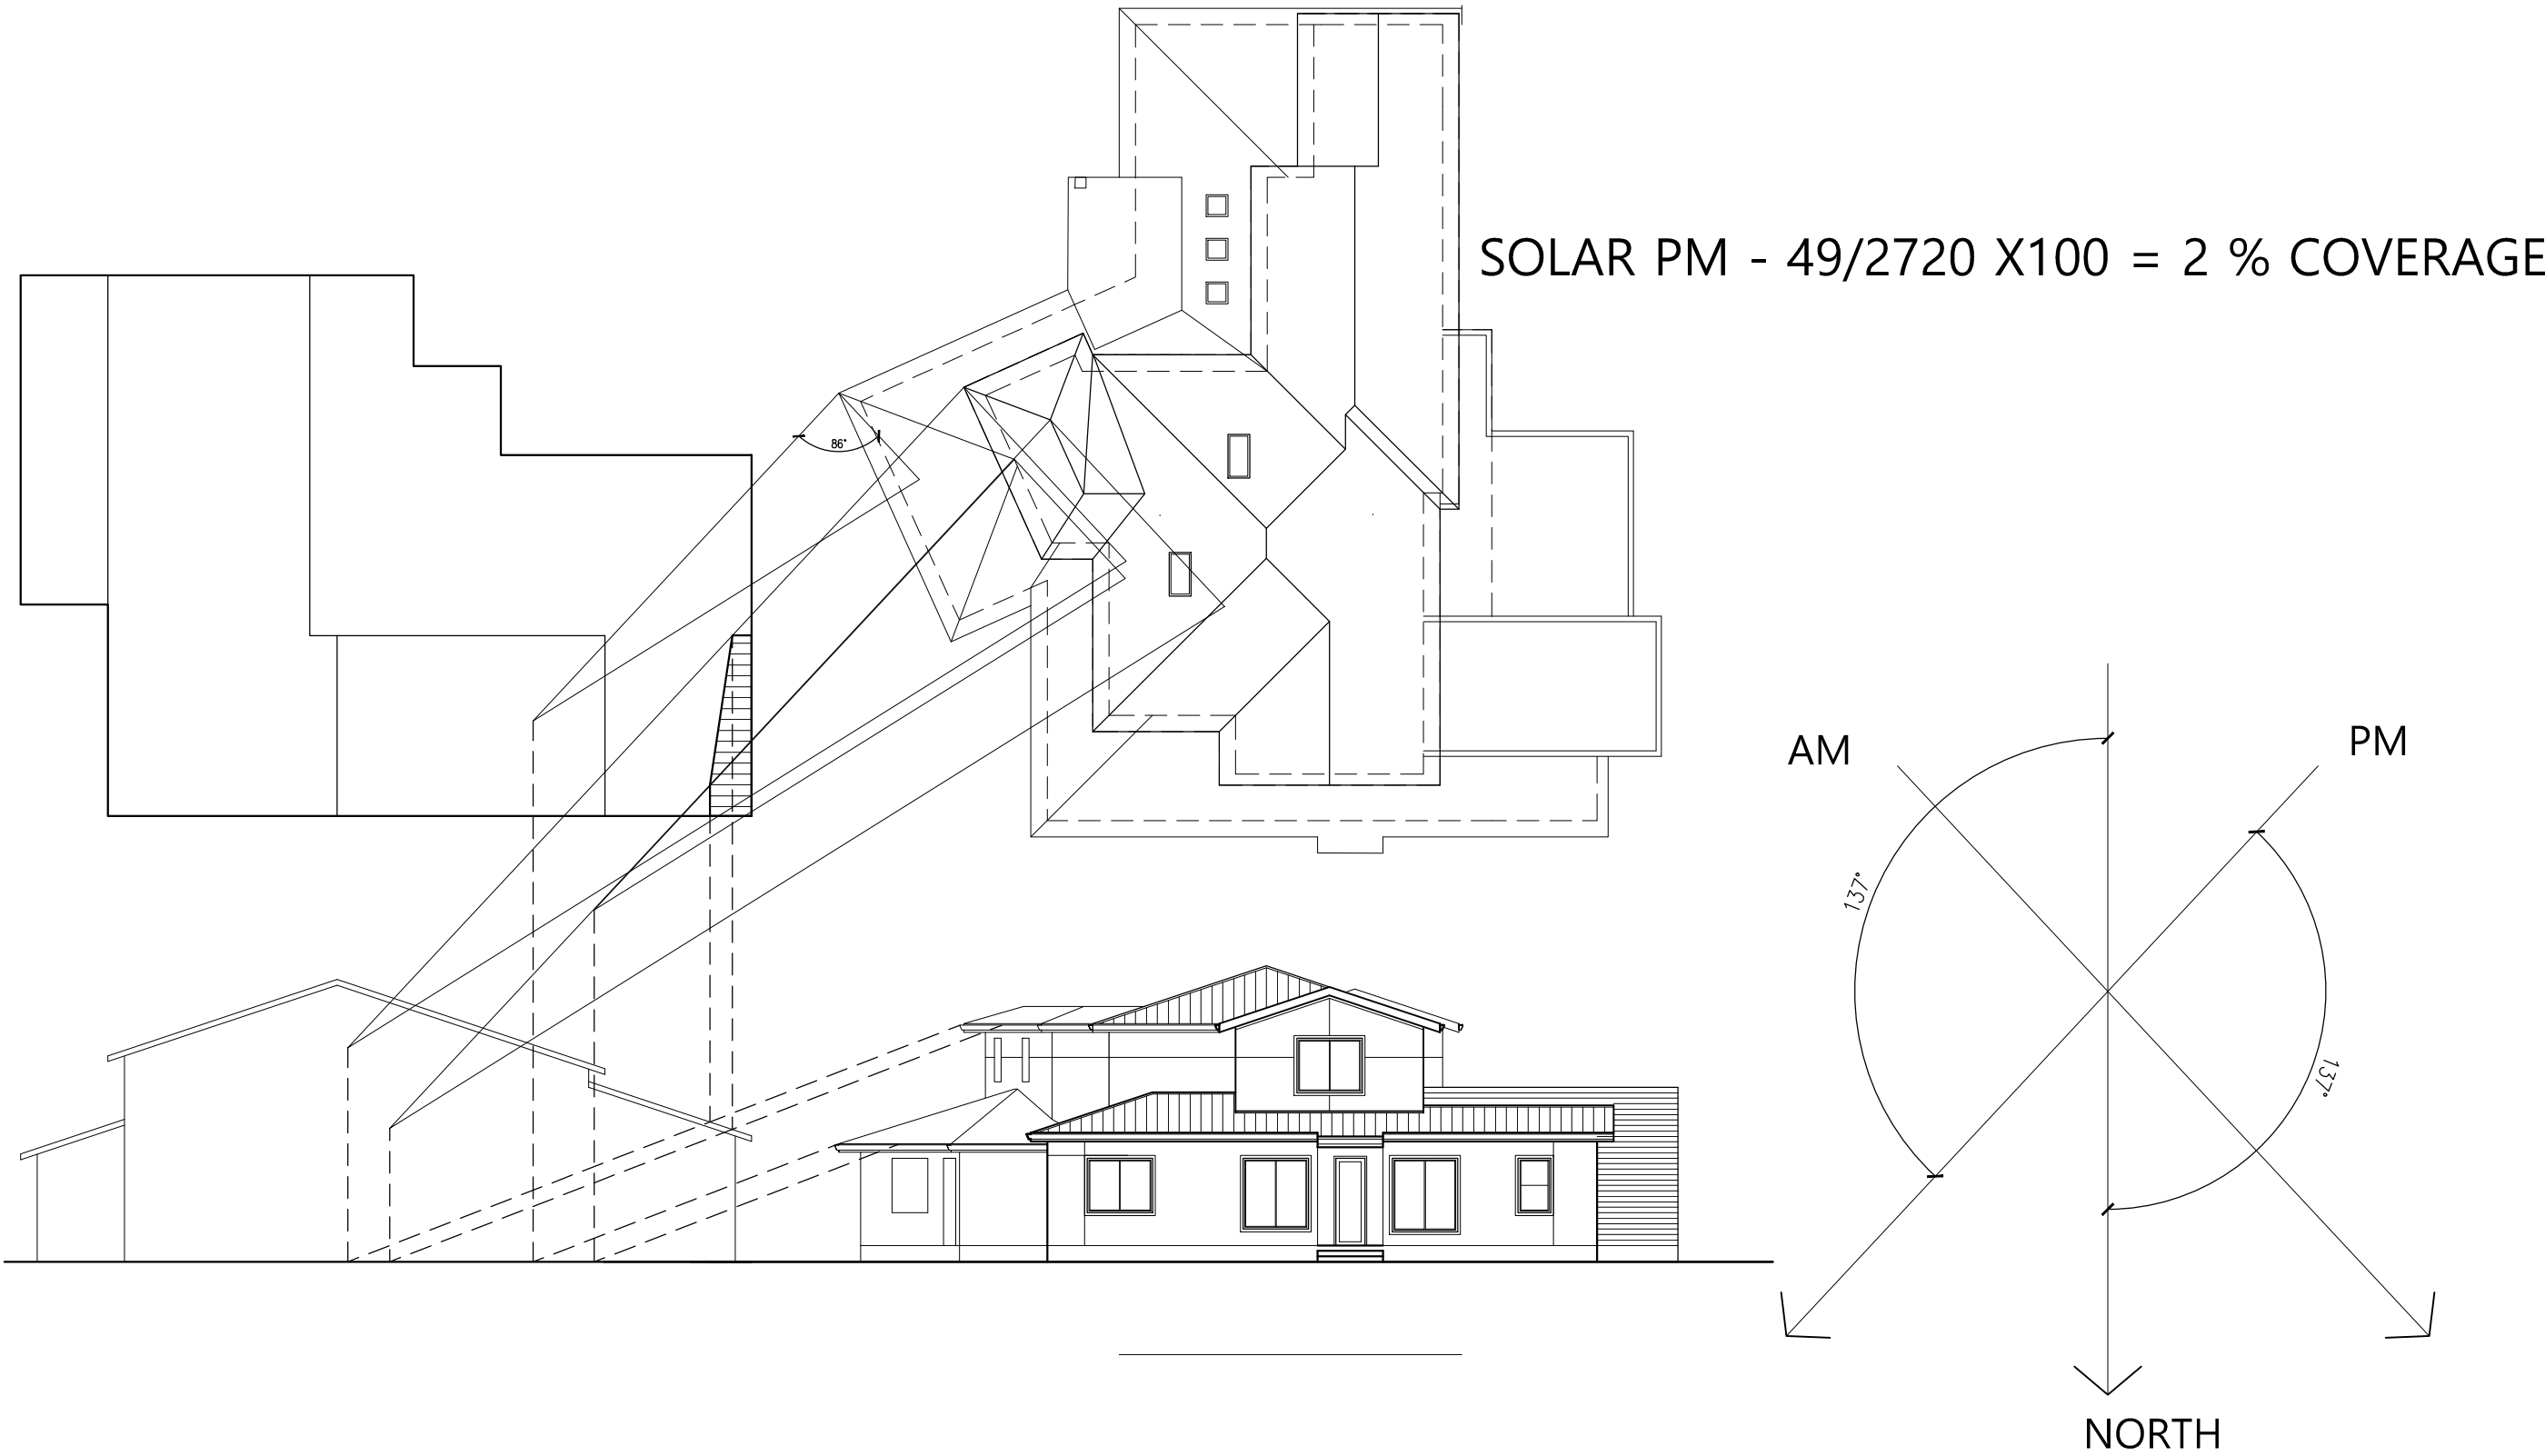 SOLAR PM - 49/2720 X100 = 2 % COVERAGE
86°
AM
PM
137°
137°
NORTH